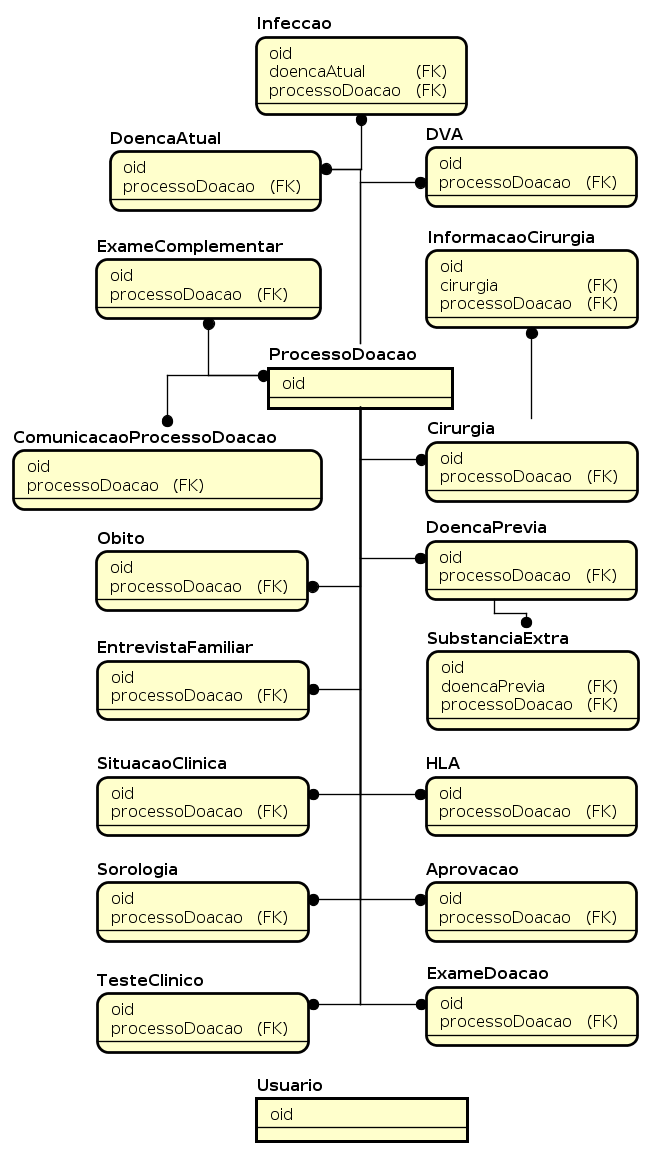 Infeccao
oid
doencaAtual (FK)
processoDoacao (FK)
DoencaAtual
oid
processoDoacao (FK)
DVA
oid
processoDoacao (FK)
ExameComplementar
oid
processoDoacao (FK)
InformacaoCirurgia
oid
cirurgia (FK)
processoDoacao (FK)
ProcessoDoacao
oid
ComunicacaoProcessoDoacao
oid
processoDoacao (FK)
Cirurgia
oid
processoDoacao (FK)
Obito
oid
processoDoacao (FK)
DoencaPrevia
oid
processoDoacao (FK)
EntrevistaFamiliar
oid
processoDoacao (FK)
SubstanciaExtra
oid
doencaPrevia (FK)
processoDoacao (FK)
SituacaoClinica
oid
processoDoacao (FK)
HLA
oid
processoDoacao (FK)
Sorologia
oid
processoDoacao (FK)
Aprovacao
oid
processoDoacao (FK)
TesteClinico
oid
processoDoacao (FK)
ExameDoacao
oid
processoDoacao (FK)
Usuario
oid